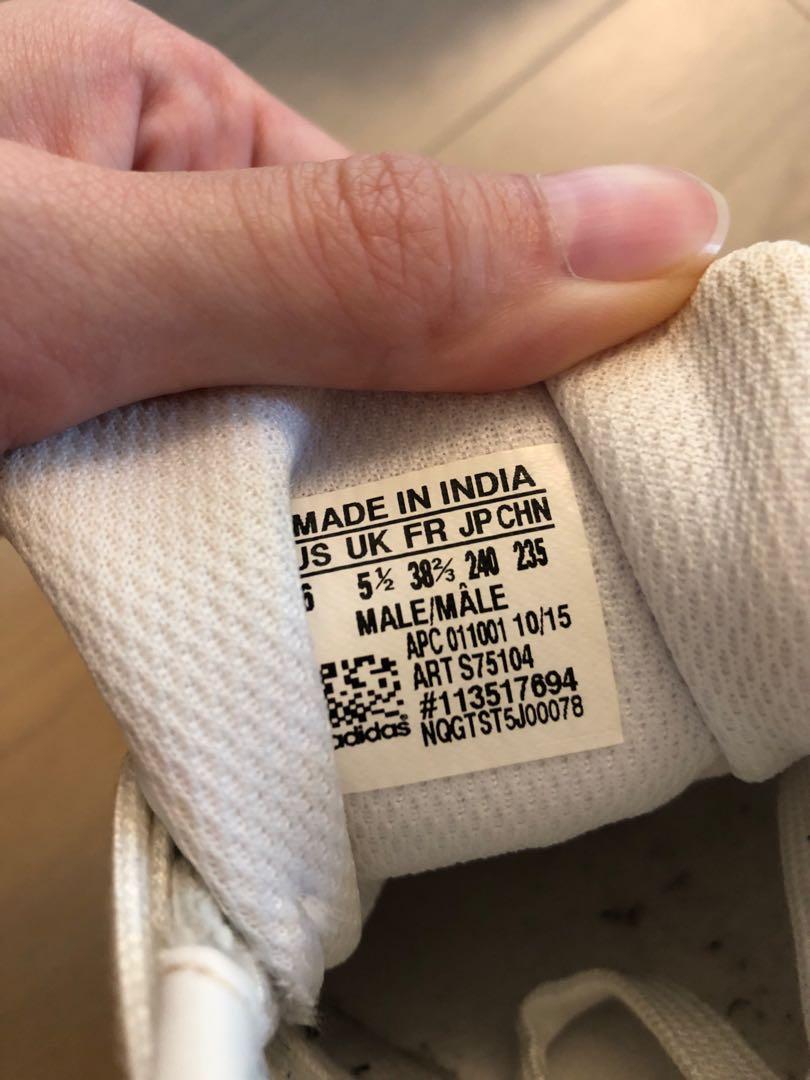 MADE IN INDIA
US UK FR JP CHN
6 5½ 38⅔ 240 235
MALE/MÂLE
APC 011001 10/15
ART S75104
#113517694
adidas®
NQGTST5J00078